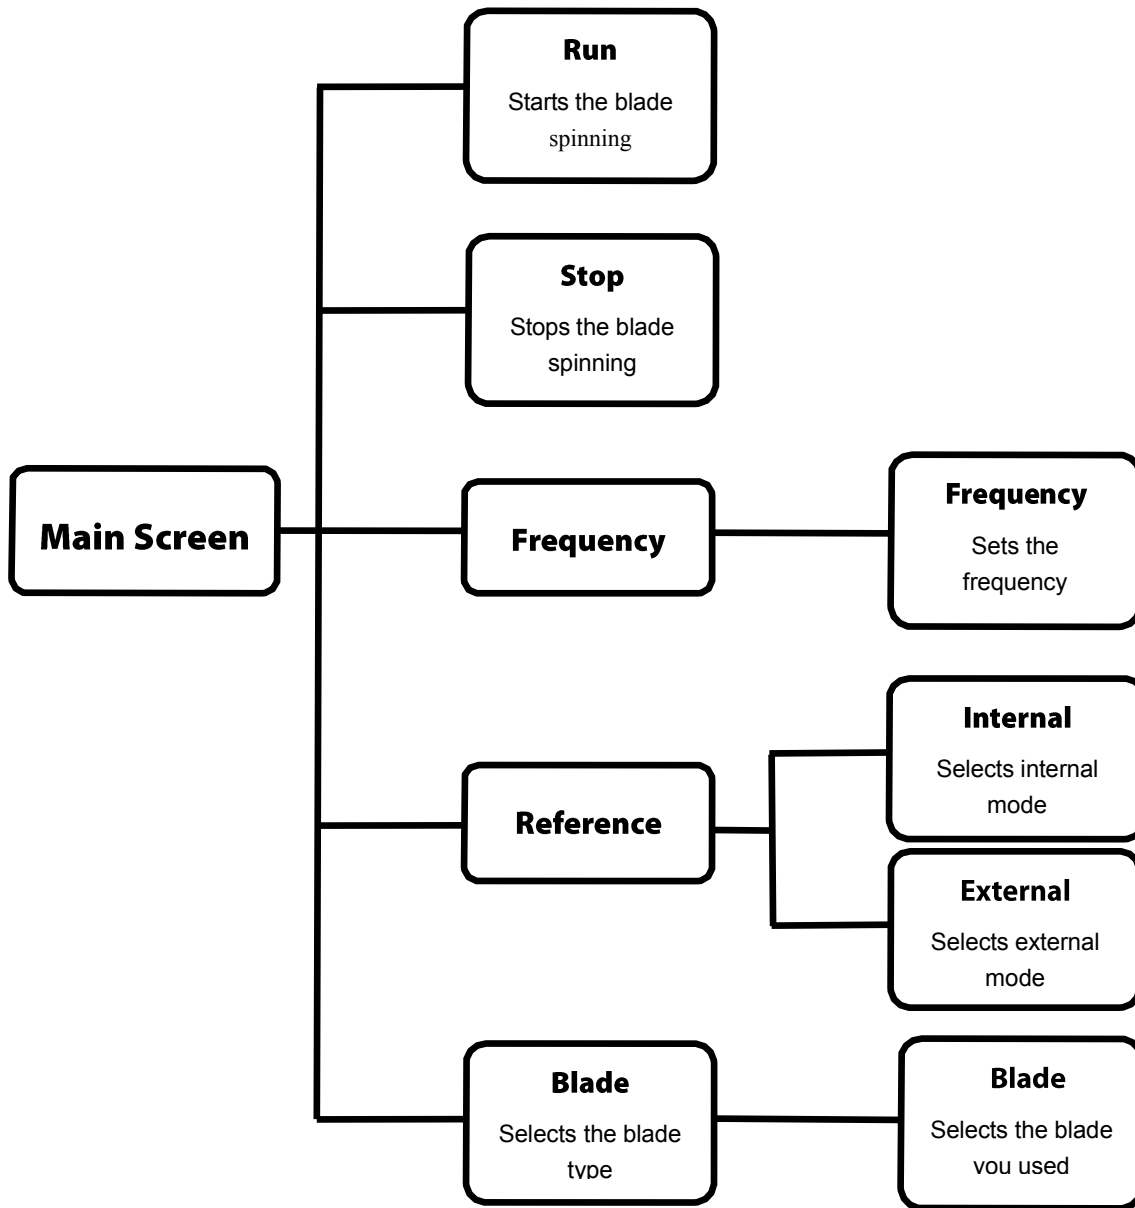 Run
Starts the blade
spinning
Stop
Stops the blade
spinning
Main Screen
Frequency
Frequency
Sets the
frequency
Reference
Internal
Selects internal
mode
External
Selects external
mode
Blade
Selects the blade
type
Blade
Selects the blade
you used